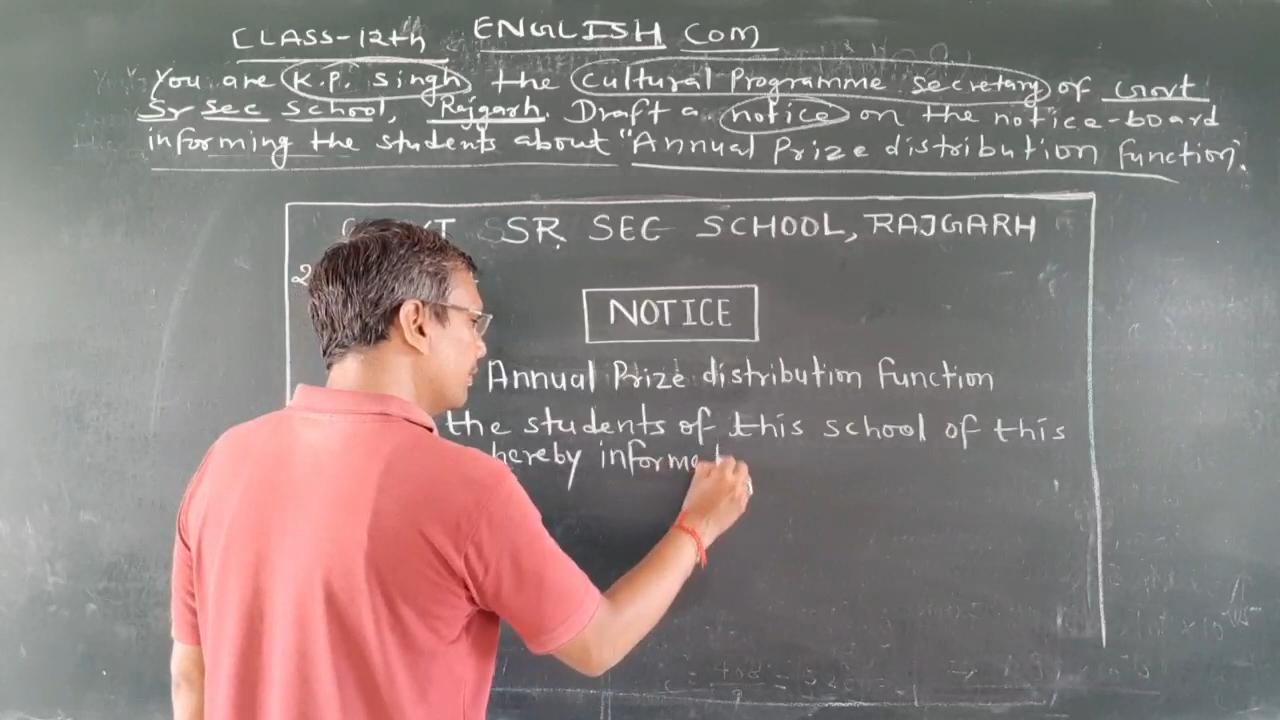 CLASS-12th ENGLISH COM
You are K.P. Singh the Cultural Programme Secretary of Govt
Sr Sec School, Rajgarh. Draft a notice on the notice-board
informing the students about "Annual Prize distribution function".
SR SEC SCHOOL, RAJGARH
NOTICE
Annual Prize distribution function
the students of this school of this
hereby informed